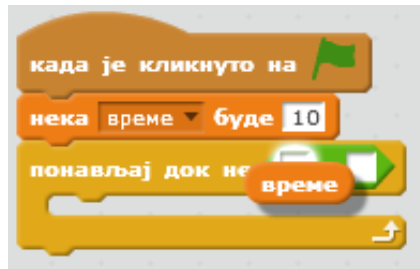 када је кликнуто на
нека време буде 10
понављај док не
време